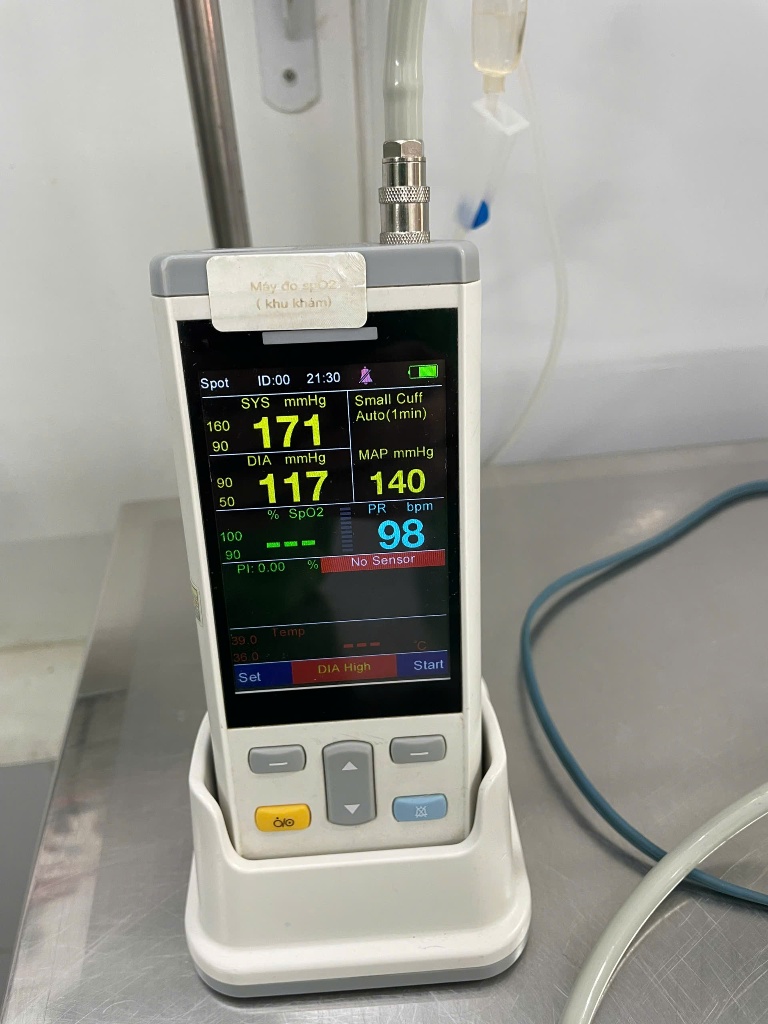 Máy đo spO2
( khu khám)
Spot ID:00 21:30
SYS mmHg
160
90
171
Small Cuff
Auto(1min)
DIA mmHg
90
50
117
MAP mmHg
140
% SpO2
100
90
---
PR bpm
98
PI: 0.00 %
No Sensor
39.0 Temp
36.0
--- °C
Set DIA High Start